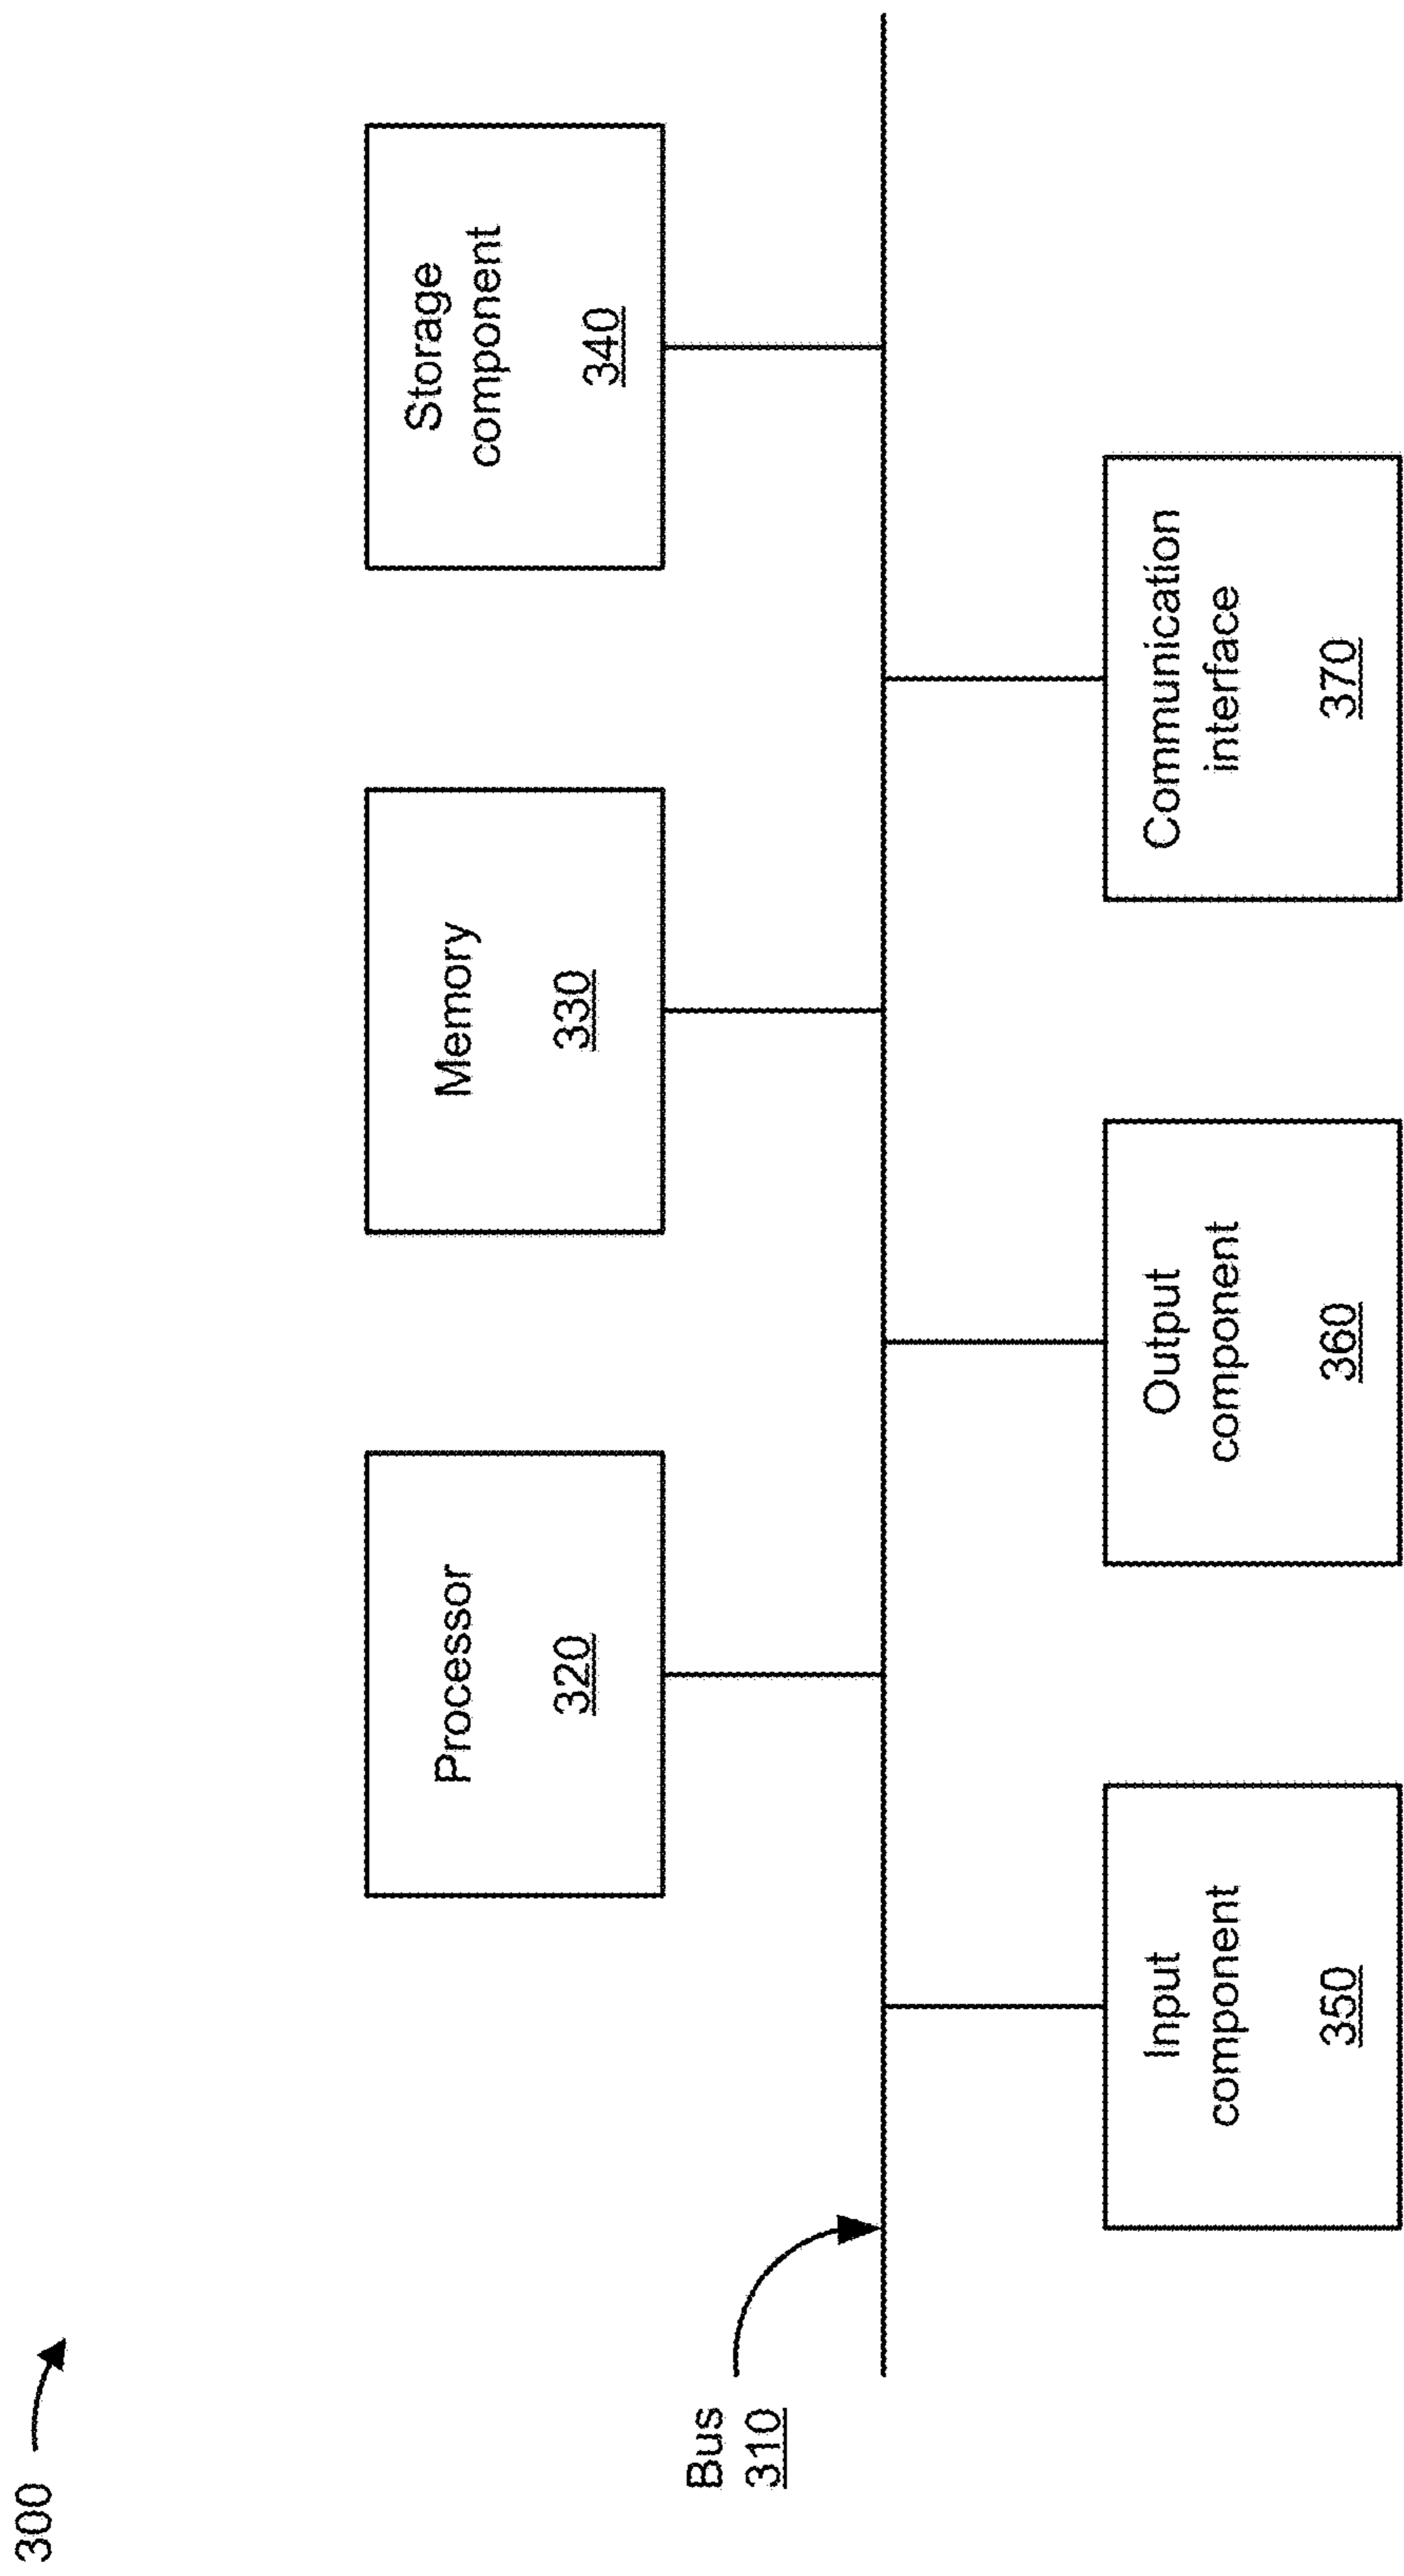 300
Processor
320
Memory
330
Storage
component
340
Bus
310
Input
component
350
Output
component
360
Communication
interface
370